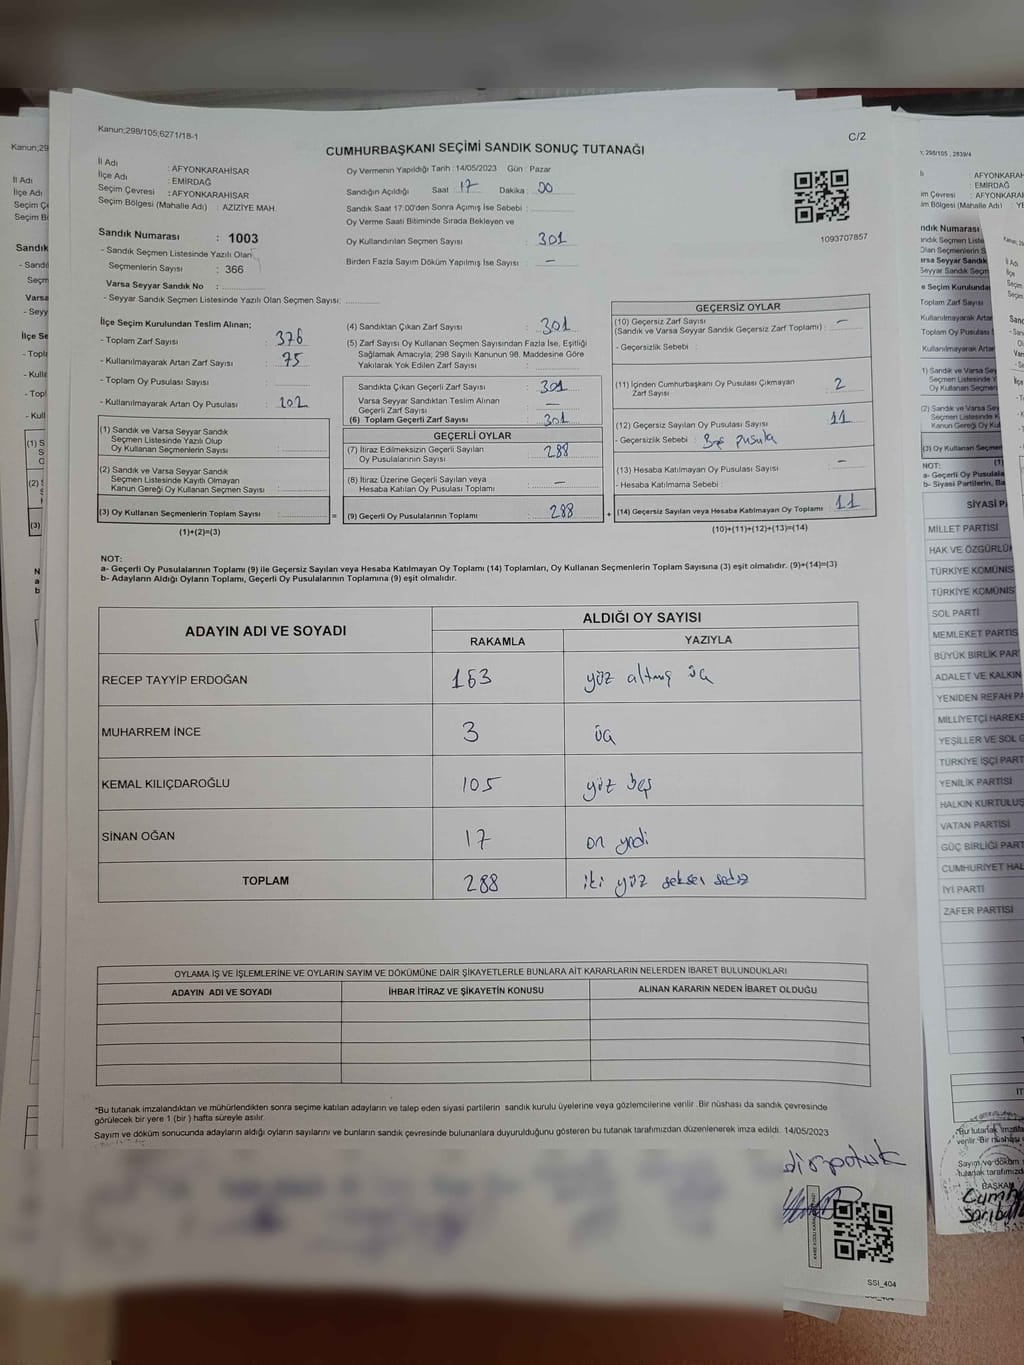 Kanun;298/105;6271/18-1
C/2
CUMHURBAŞKANI SEÇİMİ SANDIK SONUÇ TUTANAĞI
İl Adı : AFYONKARAHİSAR
İlçe Adı : EMİRDAĞ
Seçim Çevresi : AFYONKARAHİSAR
Seçim Bölgesi (Mahalle Adı) : AZİZİYE MAH.
Sandık Numarası : 1003
- Sandık Seçmen Listesinde Yazılı Olan
Seçmenlerin Sayısı : 366
Varsa Seyyar Sandık No :
- Seyyar Sandık Seçmen Listesinde Yazılı Olan Seçmen Sayısı:
Oy Vermenin Yapıldığı Tarih : 14/05/2023 Gün : Pazar
Sandığın Açıldığı Saat : 17 Dakika : 00
Sandık Saat 17:00'den Sonra Açımış İse Sebebi :
Oy Verme Saati Bitiminde Sırada Bekleyen ve
Oy Kullandırılan Seçmen Sayısı : 301
Birden Fazla Sayım Döküm Yapılmış İse Sayısı : —
1093707857
İlçe Seçim Kurulundan Teslim Alınan;
- Toplam Zarf Sayısı : 376
- Kullanılmayarak Artan Zarf Sayısı : 75
- Toplam Oy Pusulası Sayısı :
- Kullanılmayarak Artan Oy Pusulası : 102
(1) Sandık ve Varsa Seyyar Sandık
Seçmen Listesinde Yazılı Olup
Oy Kullanan Seçmenlerin Sayısı :
(2) Sandık ve Varsa Seyyar Sandık
Seçmen Listesinde Kayıtlı Olmayan
Kanun Gereği Oy Kullanan Seçmen Sayısı :
(3) Oy Kullanan Seçmenlerin Toplam Sayısı :
(1)+(2)=(3)
(4) Sandıktan Çıkan Zarf Sayısı : 301
(5) Zarf Sayısı Oy Kullanan Seçmen Sayısından Fazla İse, Eşitliği
Sağlamak Amacıyla; 298 Sayılı Kanunun 98. Maddesine Göre
Yakılarak Yok Edilen Zarf Sayısı :
Sandıkta Çıkan Geçerli Zarf Sayısı : 301
Varsa Seyyar Sandıktan Teslim Alınan
Geçerli Zarf Sayısı : —
(6) Toplam Geçerli Zarf Sayısı : 301
GEÇERLİ OYLAR
(7) İtiraz Edilmeksizin Geçerli Sayılan
Oy Pusulalarının Sayısı : 288
(8) İtiraz Üzerine Geçerli Sayılan veya
Hesaba Katılan Oy Pusulası Toplamı : —
= (9) Geçerli Oy Pusulalarının Toplamı : 288
GEÇERSİZ OYLAR
(10) Geçersiz Zarf Sayısı
(Sandık ve Varsa Seyyar Sandık Geçersiz Zarf Toplamı) : —
- Geçersizlik Sebebi :
(11) İçinden Cumhurbaşkanı Oy Pusulası Çıkmayan
Zarf Sayısı : 2
(12) Geçersiz Sayılan Oy Pusulası Sayısı : 11
- Geçersizlik Sebebi : Boş pusula
(13) Hesaba Katılmayan Oy Pusulası Sayısı : —
- Hesaba Katılmama Sebebi :
+ (14) Geçersiz Sayılan veya Hesaba Katılmayan Oy Toplamı : 11
(10)+(11)+(12)+(13)=(14)
NOT:
a- Geçerli Oy Pusulalarının Toplamı (9) ile Geçersiz Sayılan veya Hesaba Katılmayan Oy Toplamı (14) Toplamları, Oy Kullanan Seçmenlerin Toplam Sayısına (3) eşit olmalıdır. (9)+(14)=(3)
b- Adayların Aldığı Oyların Toplamı, Geçerli Oy Pusulalarının Toplamına (9) eşit olmalıdır.
ADAYIN ADI VE SOYADI
ALDIĞI OY SAYISI
RAKAMLA YAZIYLA
RECEP TAYYİP ERDOĞAN 163 yüz altmış üç
MUHARREM İNCE 3 üç
KEMAL KILIÇDAROĞLU 105 yüz beş
SİNAN OĞAN 17 on yedi
TOPLAM 288 iki yüz seksen sekiz
OYLAMA İŞ VE İŞLEMLERİNE VE OYLARIN SAYIM VE DÖKÜMÜNE DAİR ŞİKAYETLERLE BUNLARA AİT KARARLARIN NELERDEN İBARET BULUNDUKLARI
ADAYIN ADI VE SOYADI İHBAR İTİRAZ VE ŞİKAYETİN KONUSU ALINAN KARARIN NEDEN İBARET OLDUĞU
*Bu tutanak imzalandıktan ve mühürlendikten sonra seçime katılan adayların ve talep eden siyasi partilerin sandık kurulu üyelerine veya gözlemcilerine verilir .Bir nüshası da sandık çevresinde
görülecek bir yere 1 (bir ) hafta süreyle asılır.
Sayım ve döküm sonucunda adayların aldığı oyların sayılarını ve bunların sandık çevresinde bulunanlara duyurulduğunu gösteren bu tutanak tarafımızdan düzenlenerek imza edildi. 14/05/2023
SSİ_404
SİYASİ
MİLLET PARTİSİ
HAK VE
TÜRKİYE
TÜRKİYE
SOL PARTİ
MEMLEKET
BÜYÜK BİRLİK
ADALET VE
YENİDEN REFAH
MİLLİYETÇİ
YEŞİLLER VE SOL
TÜRKİYE İŞÇİ
YENİLİK PARTİSİ
HALKIN
VATAN PARTİSİ
GÜÇ BİRLİĞİ
CUMHURİYET
İYİ PARTİ
ZAFER PARTİSİ